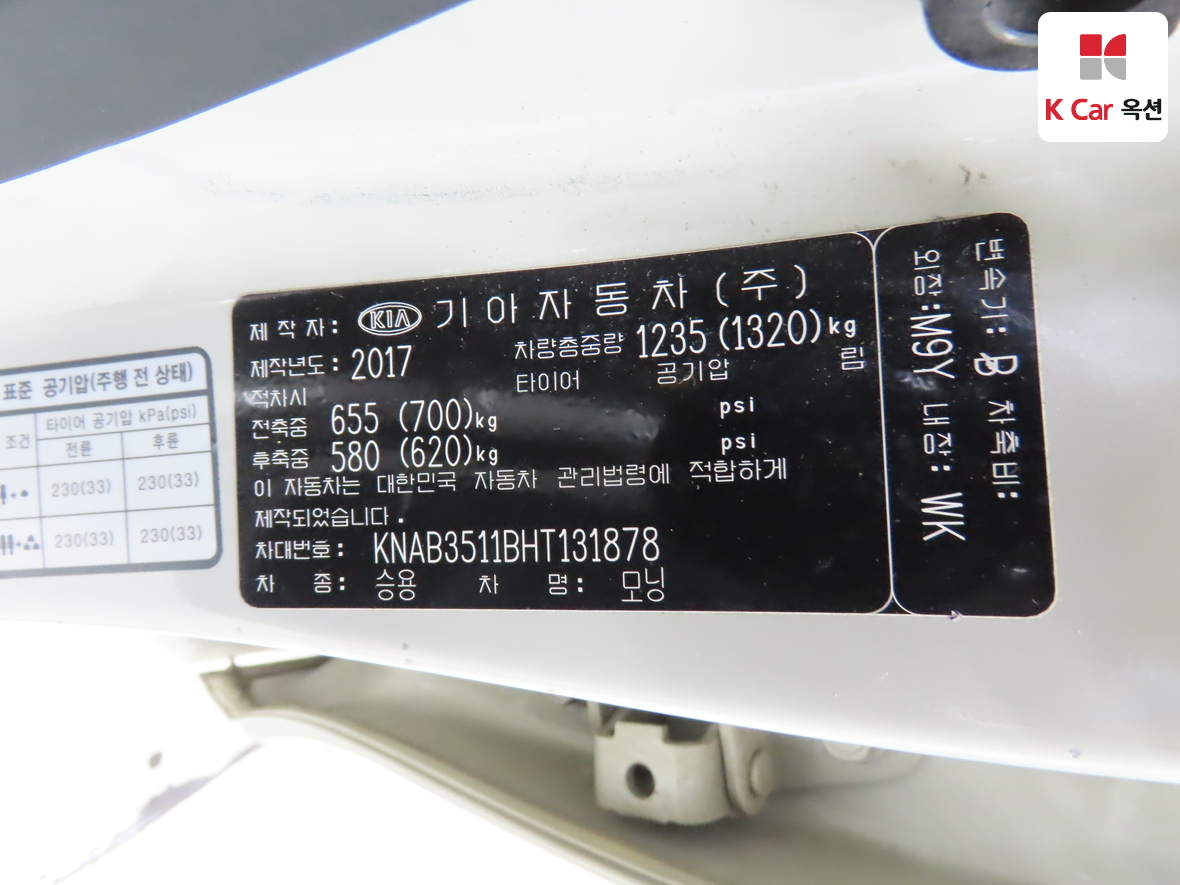 K Car 옥션
표준 공기압(주행 전 상태)
조건
타이어 공기압 kPa(psi)
전륜 후륜
230(33) 230(33)
230(33) 230(33)
제작자: KIA 기아자동차(주)
제작년도: 2017 차량총중량 1235 (1320)kg
적차시 타이어 공기압 림
전축중 655 (700)kg psi
후축중 580 (620)kg psi
이 자동차는 대한민국 자동차 관리법령에 적합하게
제작되었습니다.
차대번호: KNAB3511BHT131878
차 종: 승용 차 명: 모닝
변속기: B 차축비:
외장:M9Y 내장: WK